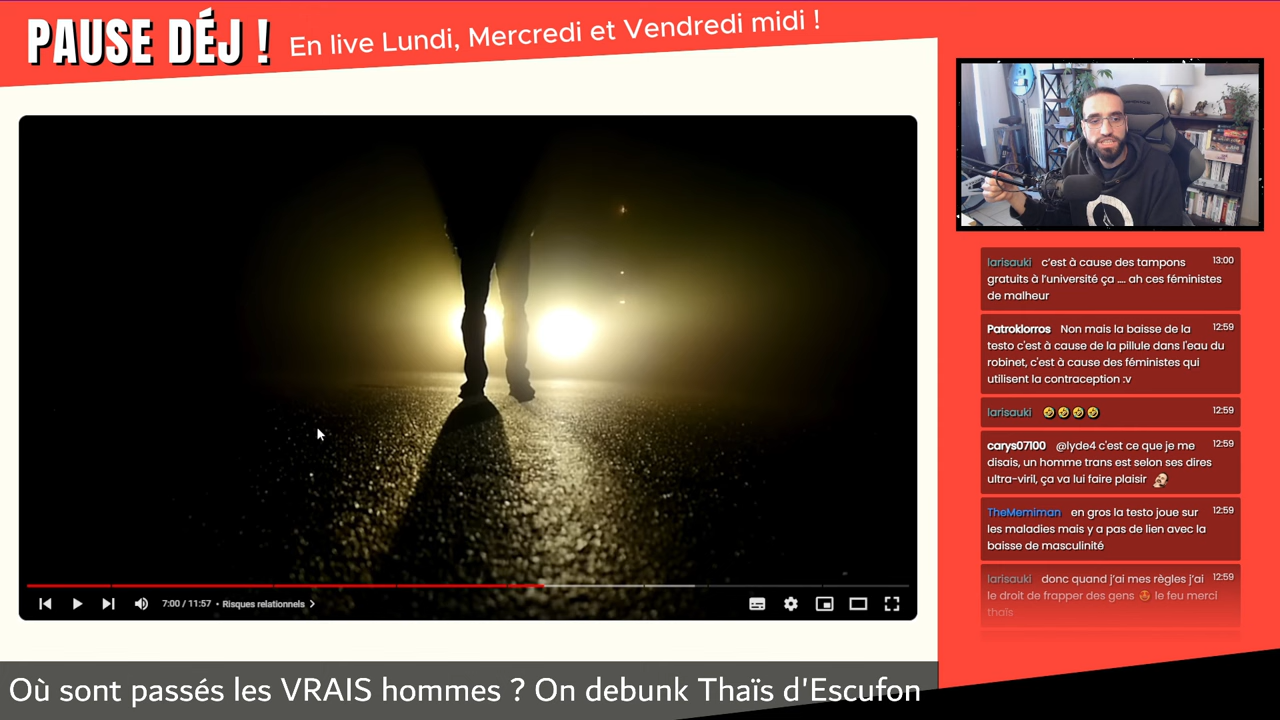 PAUSE DÉJ !
En live Lundi, Mercredi et Vendredi midi !
7:00 / 11:57 • Risques relationnels
larisauki c'est à cause des tampons 13:00
gratuits à l'université ça .... ah ces féministes
de malheur
Patroklorros Non mais la baisse de la 12:59
testo c'est à cause de la pillule dans l'eau du
robinet, c'est à cause des féministes qui
utilisent la contraception :v
larisauki 🤣🤣🤣🤣 12:59
carys07100 @lyde4 c'est ce que je me 12:59
disais, un homme trans est selon ses dires
ultra-viril, ça va lui faire plaisir
TheMemiman en gros la testo joue sur 12:59
les maladies mais y a pas de lien avec la
baisse de masculinité
larisauki donc quand j'ai mes règles j'ai 12:59
le droit de frapper des gens 😍 le feu merci
thaïs
Où sont passés les VRAIS hommes ? On debunk Thaïs d'Escufon